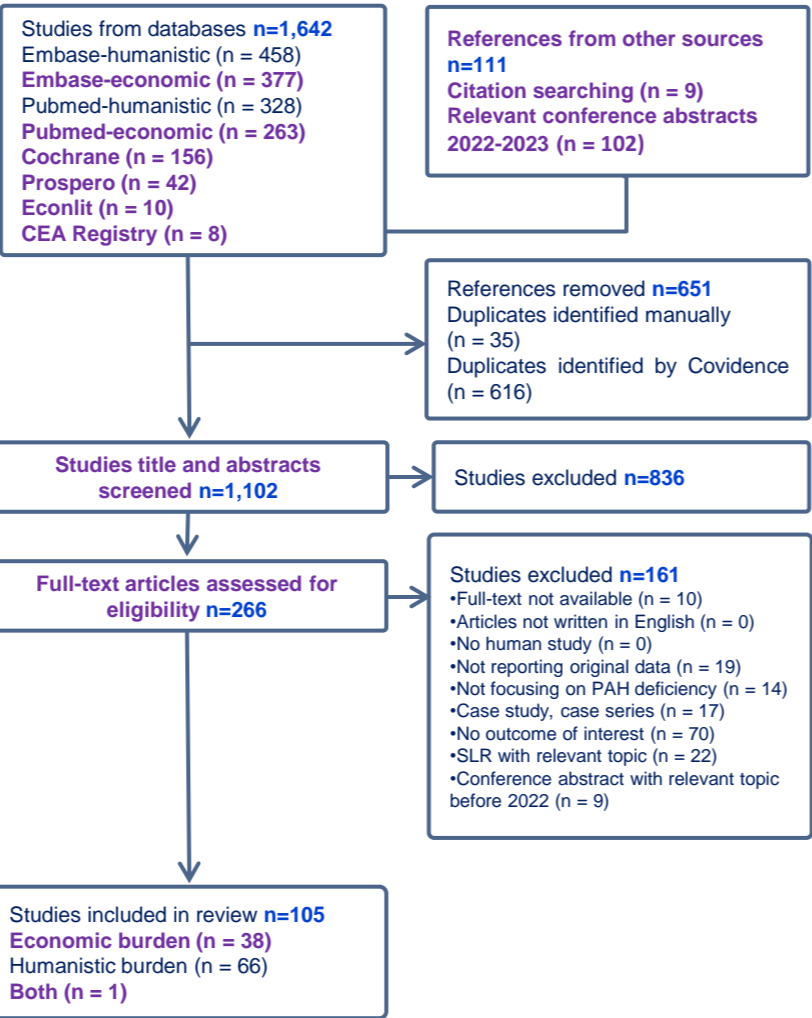 Studies from databases n=1,642
Embase-humanistic (n = 458)
Embase-economic (n = 377)
Pubmed-humanistic (n = 328)
Pubmed-economic (n = 263)
Cochrane (n = 156)
Prospero (n = 42)
Econlit (n = 10)
CEA Registry (n = 8)
References from other sources
n=111
Citation searching (n = 9)
Relevant conference abstracts
2022-2023 (n = 102)
References removed n=651
Duplicates identified manually
(n = 35)
Duplicates identified by Covidence
(n = 616)
Studies title and abstracts
screened n=1,102
Studies excluded n=836
Full-text articles assessed for
eligibility n=266
Studies excluded n=161
•Full-text not available (n = 10)
•Articles not written in English (n = 0)
•No human study (n = 0)
•Not reporting original data (n = 19)
•Not focusing on PAH deficiency (n = 14)
•Case study, case series (n = 17)
•No outcome of interest (n = 70)
•SLR with relevant topic (n = 22)
•Conference abstract with relevant topic
before 2022 (n = 9)
Studies included in review n=105
Economic burden (n = 38)
Humanistic burden (n = 66)
Both (n = 1)